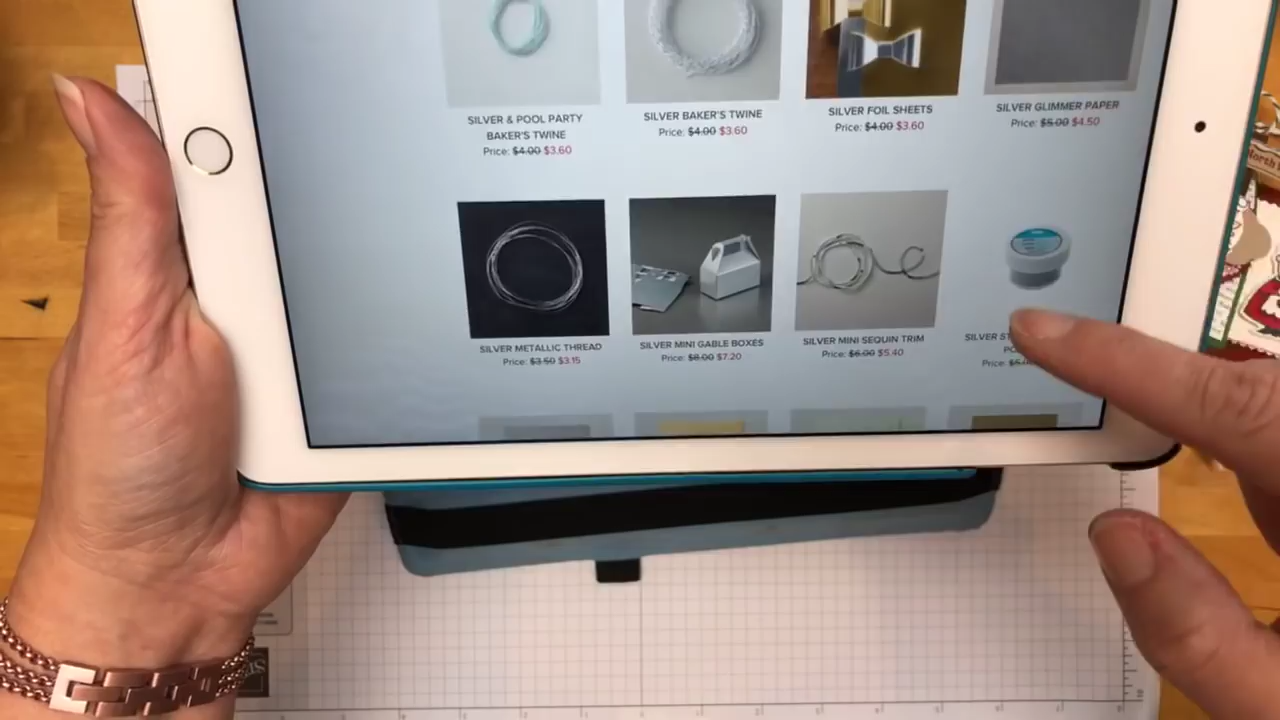 SILVER & POOL PARTY
BAKER'S TWINE
Price: $4.00 $3.60
SILVER BAKER'S TWINE
Price: $4.00 $3.60
SILVER FOIL SHEETS
Price: $4.00 $3.60
SILVER GLIMMER PAPER
Price: $5.00 $4.50
SILVER METALLIC THREAD
Price: $3.50 $3.15
SILVER MINI GABLE BOXES
Price: $8.00 $7.20
SILVER MINI SEQUIN TRIM
Price: $6.00 $5.40
SILVER
Price: